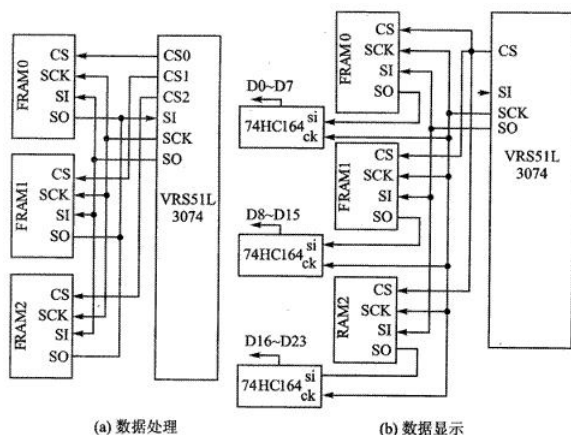 FRAM0
CS
SCK
SI
SO
CS0
CS1
CS2
SI
SCK
SO
VRS51L
3074
FRAM1
CS
SCK
SI
SO
FRAM2
CS
SCK
SI
SO
(a) 数据处理
FRAM0
CS
SCK
SI
SO
D0~D7
74HC164
si
ck
FRAM1
CS
SCK
SI
SO
D8~D15
74HC164
si
ck
RAM2
CS
SCK
SI
SO
D16~D23
74HC164
si
ck
CS
SI
SCK
SO
VRS51L
3074
(b) 数据显示